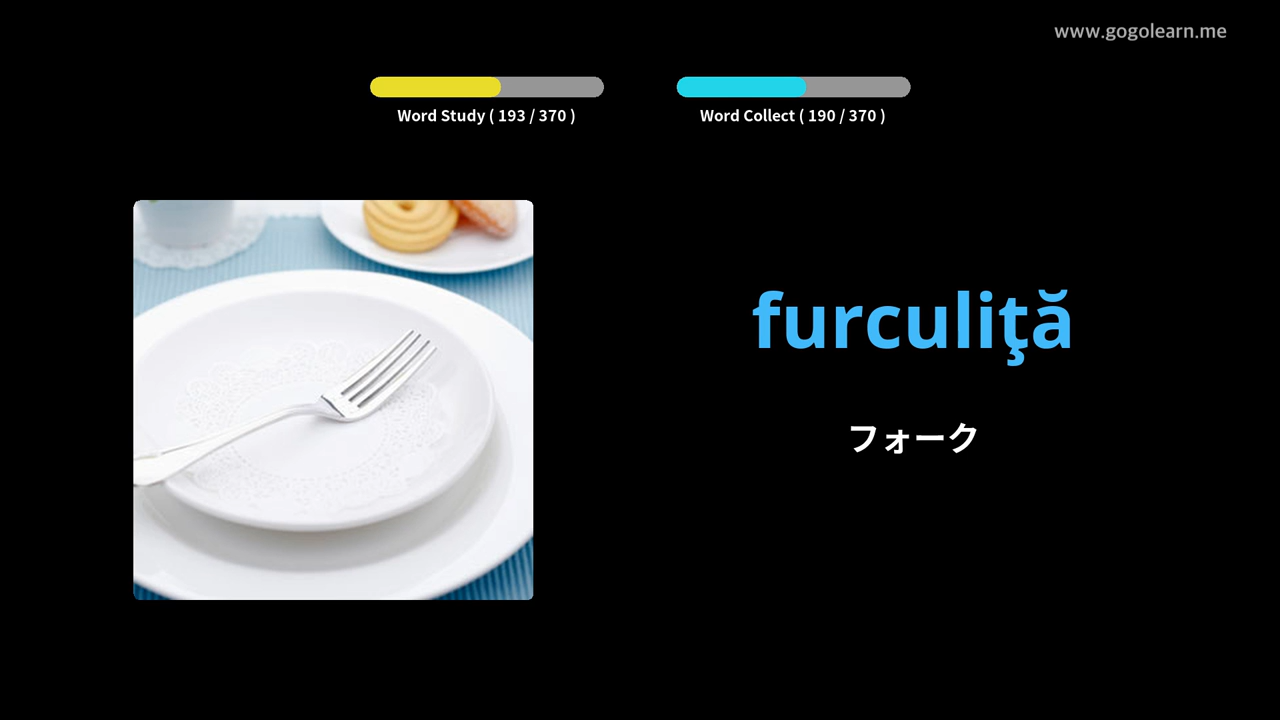 www.gogolearn.me
Word Study ( 193 / 370 )
Word Collect ( 190 / 370 )
furculiţă
フォーク